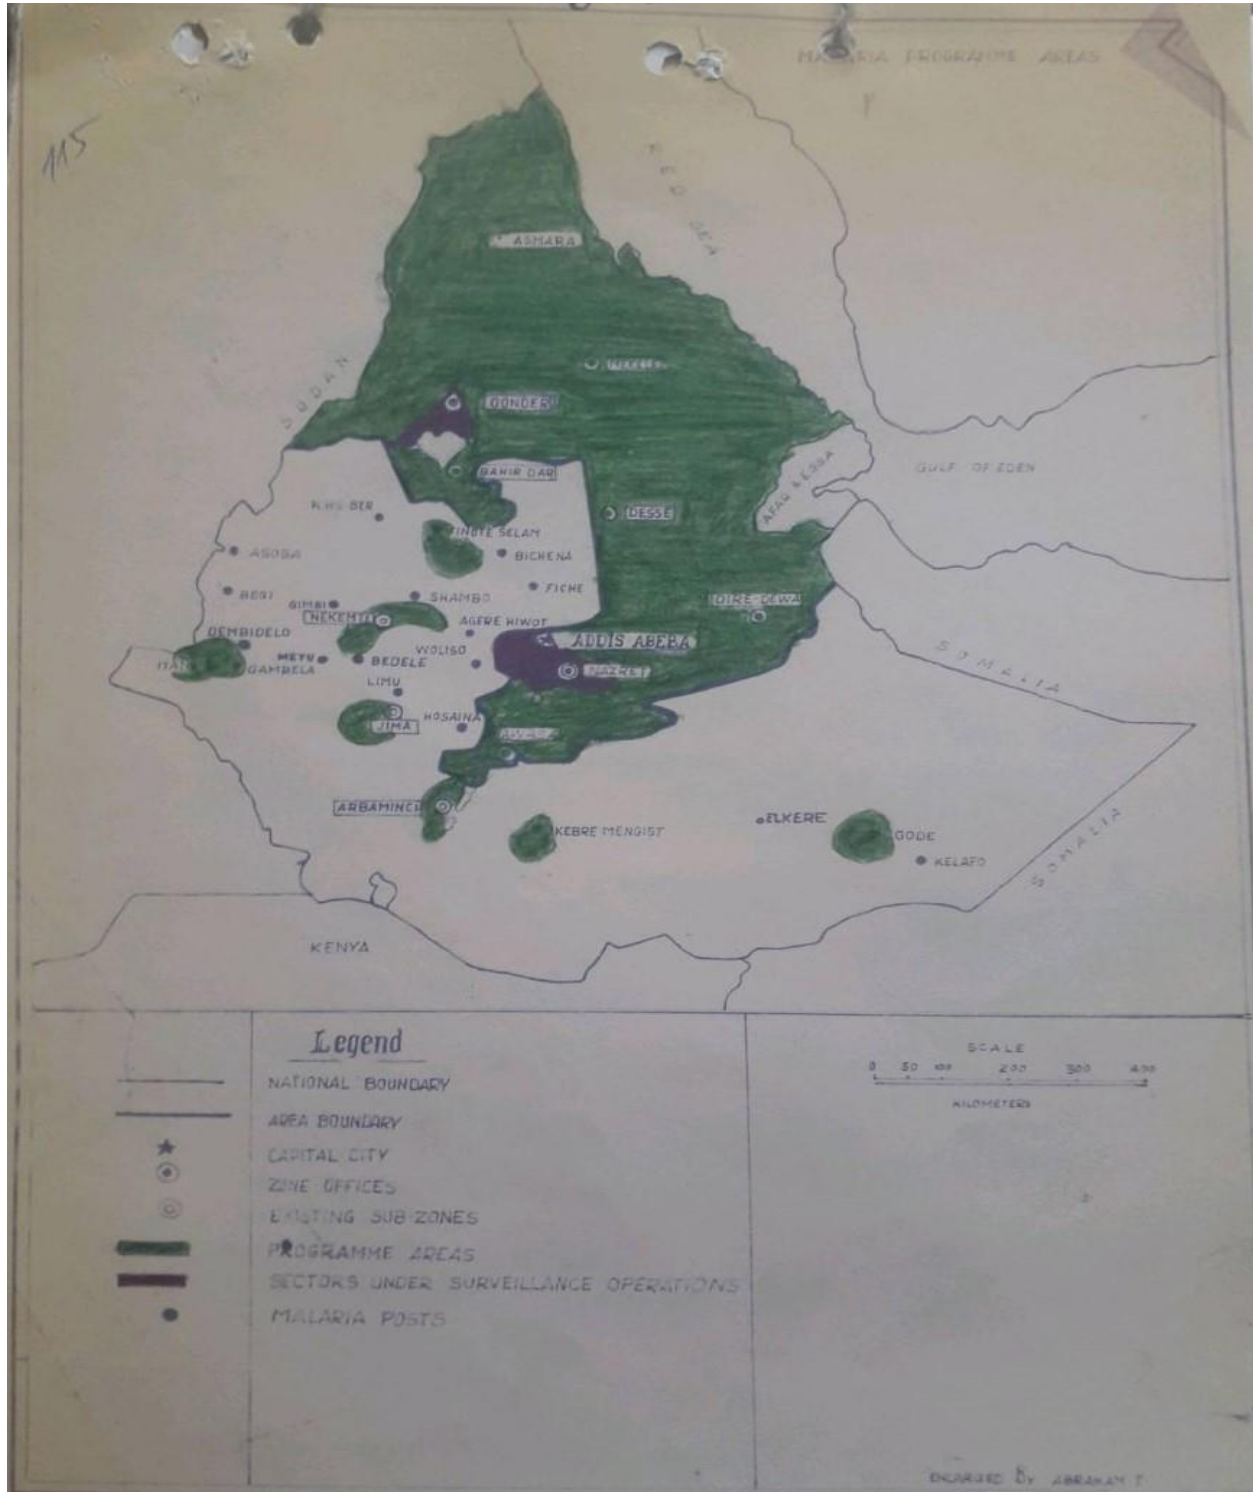 MALARIA PROGRAMME AREAS
115
RED SEA
ASMARA
SUDAN
GONDER
BAHIR DAR
GULF OF EDEN
AFAR & ESSA
DESSE
SELAM
ASOSA
BICHENA
BEGI
FICHE
GIMBI
SHAMBO
DIRE-DEWA
NEKEMTE
AGERE HIWOT
DEMBIDELO
ADDIS ABEBA
METU
BEDELE
WOLISO
GAMBELA
NAZRET
SOMALIA
LIMU
JIMA
HOSAINA
AWASA
ARBAMINCH
KEBRE MENGIST
ELKERE
GODE
KELAFO
SOMALIA
KENYA
Legend
NATIONAL BOUNDARY
AREA BOUNDARY
CAPITAL CITY
ZONE OFFICES
EXISTING SUB-ZONES
PROGRAMME AREAS
SECTORS UNDER SURVEILLANCE OPERATIONS
MALARIA POSTS
SCALE
0 50 100 200 300 400
KILOMETERS
ENLARGED BY ABRAHAM T